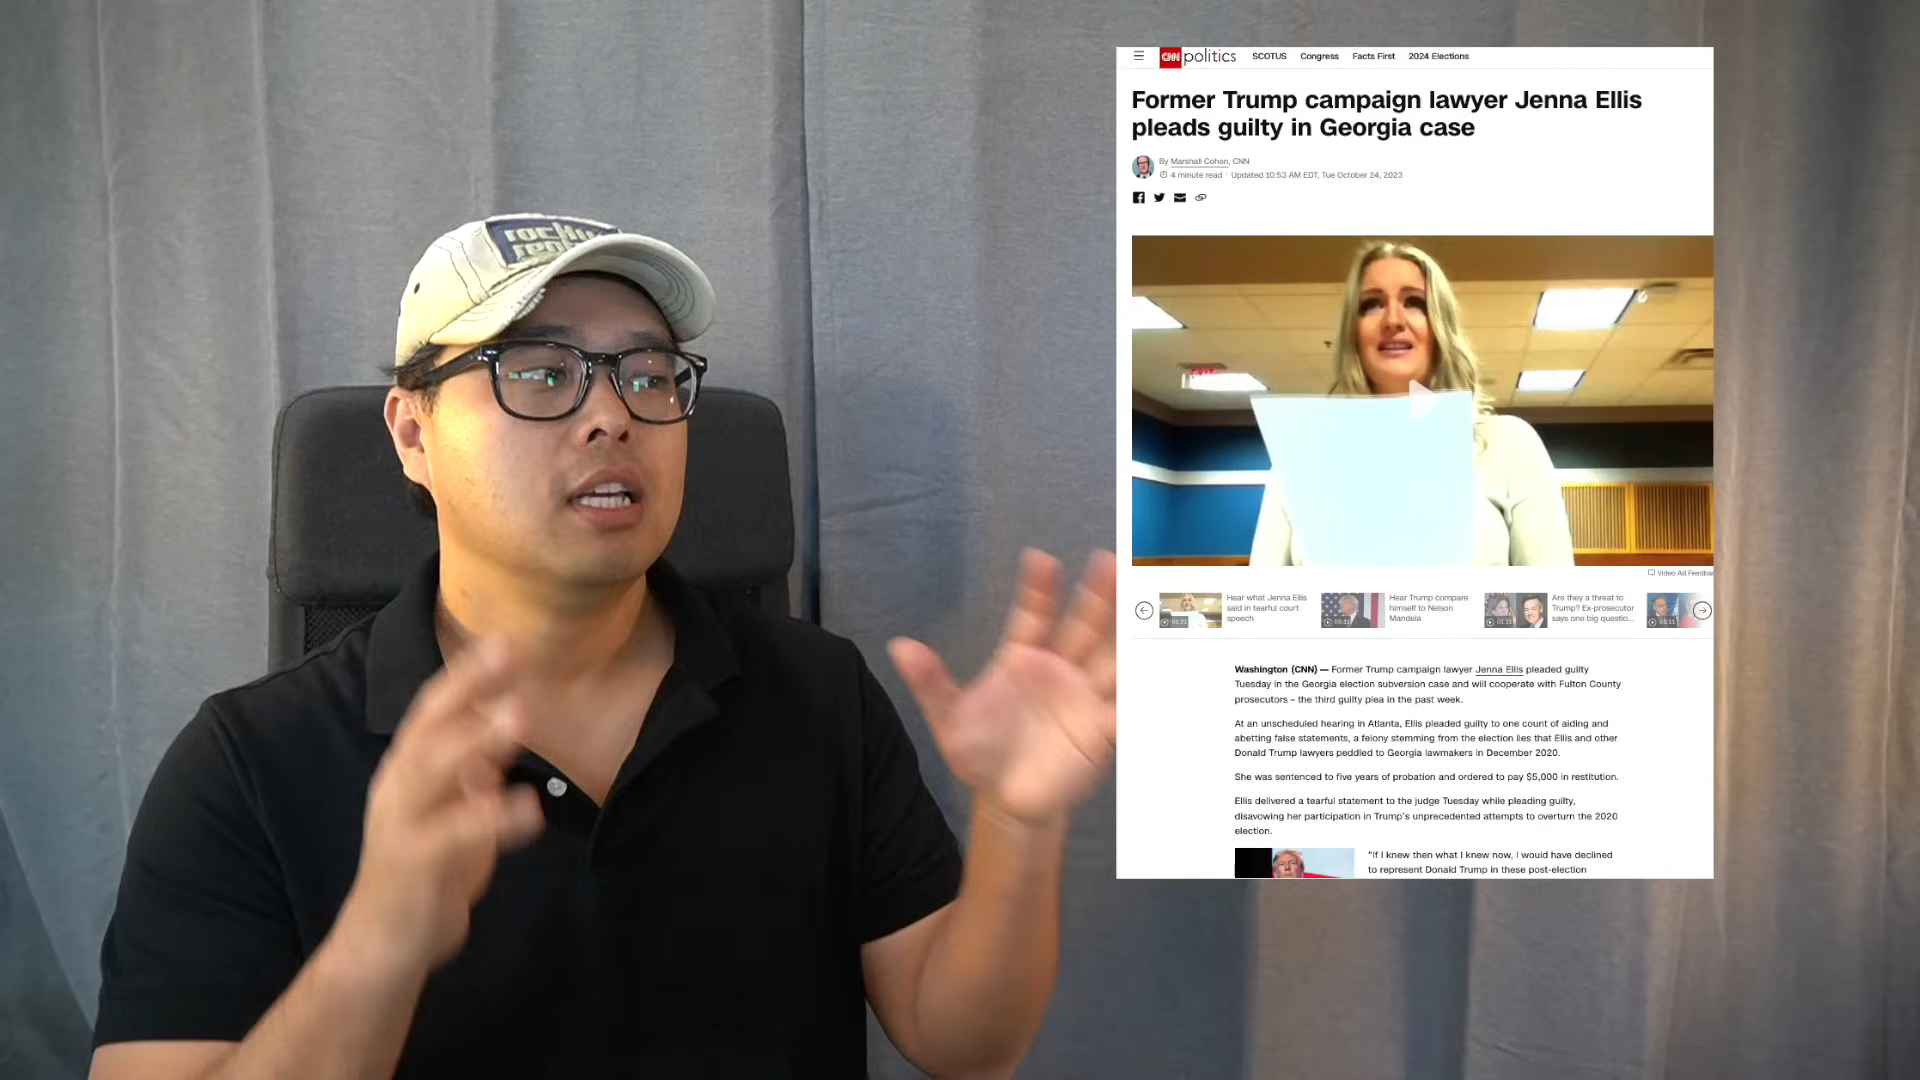 rocky
CNN politics SCOTUS Congress Facts First 2024 Elections
Former Trump campaign lawyer Jenna Ellis
pleads guilty in Georgia case
By Marshall Cohen, CNN
4 minute read · Updated 10:53 AM EDT, Tue October 24, 2023
EXIT
Video Ad Feedba
Hear what Jenna Ellis
said in tearful court
speech
01:21
Hear Trump compare
himself to Nelson
Mandela
Are they a threat to
Trump? Ex-prosecutor
says one big questio...
Washington (CNN) — Former Trump campaign lawyer Jenna Ellis pleaded guilty
Tuesday in the Georgia election subversion case and will cooperate with Fulton County
prosecutors – the third guilty plea in the past week.
At an unscheduled hearing in Atlanta, Ellis pleaded guilty to one count of aiding and
abetting false statements, a felony stemming from the election lies that Ellis and other
Donald Trump lawyers peddled to Georgia lawmakers in December 2020.
She was sentenced to five years of probation and ordered to pay $5,000 in restitution.
Ellis delivered a tearful statement to the judge Tuesday while pleading guilty,
disavowing her participation in Trump's unprecedented attempts to overturn the 2020
election.
"If I knew then what I knew now, I would have declined
to represent Donald Trump in these post-election